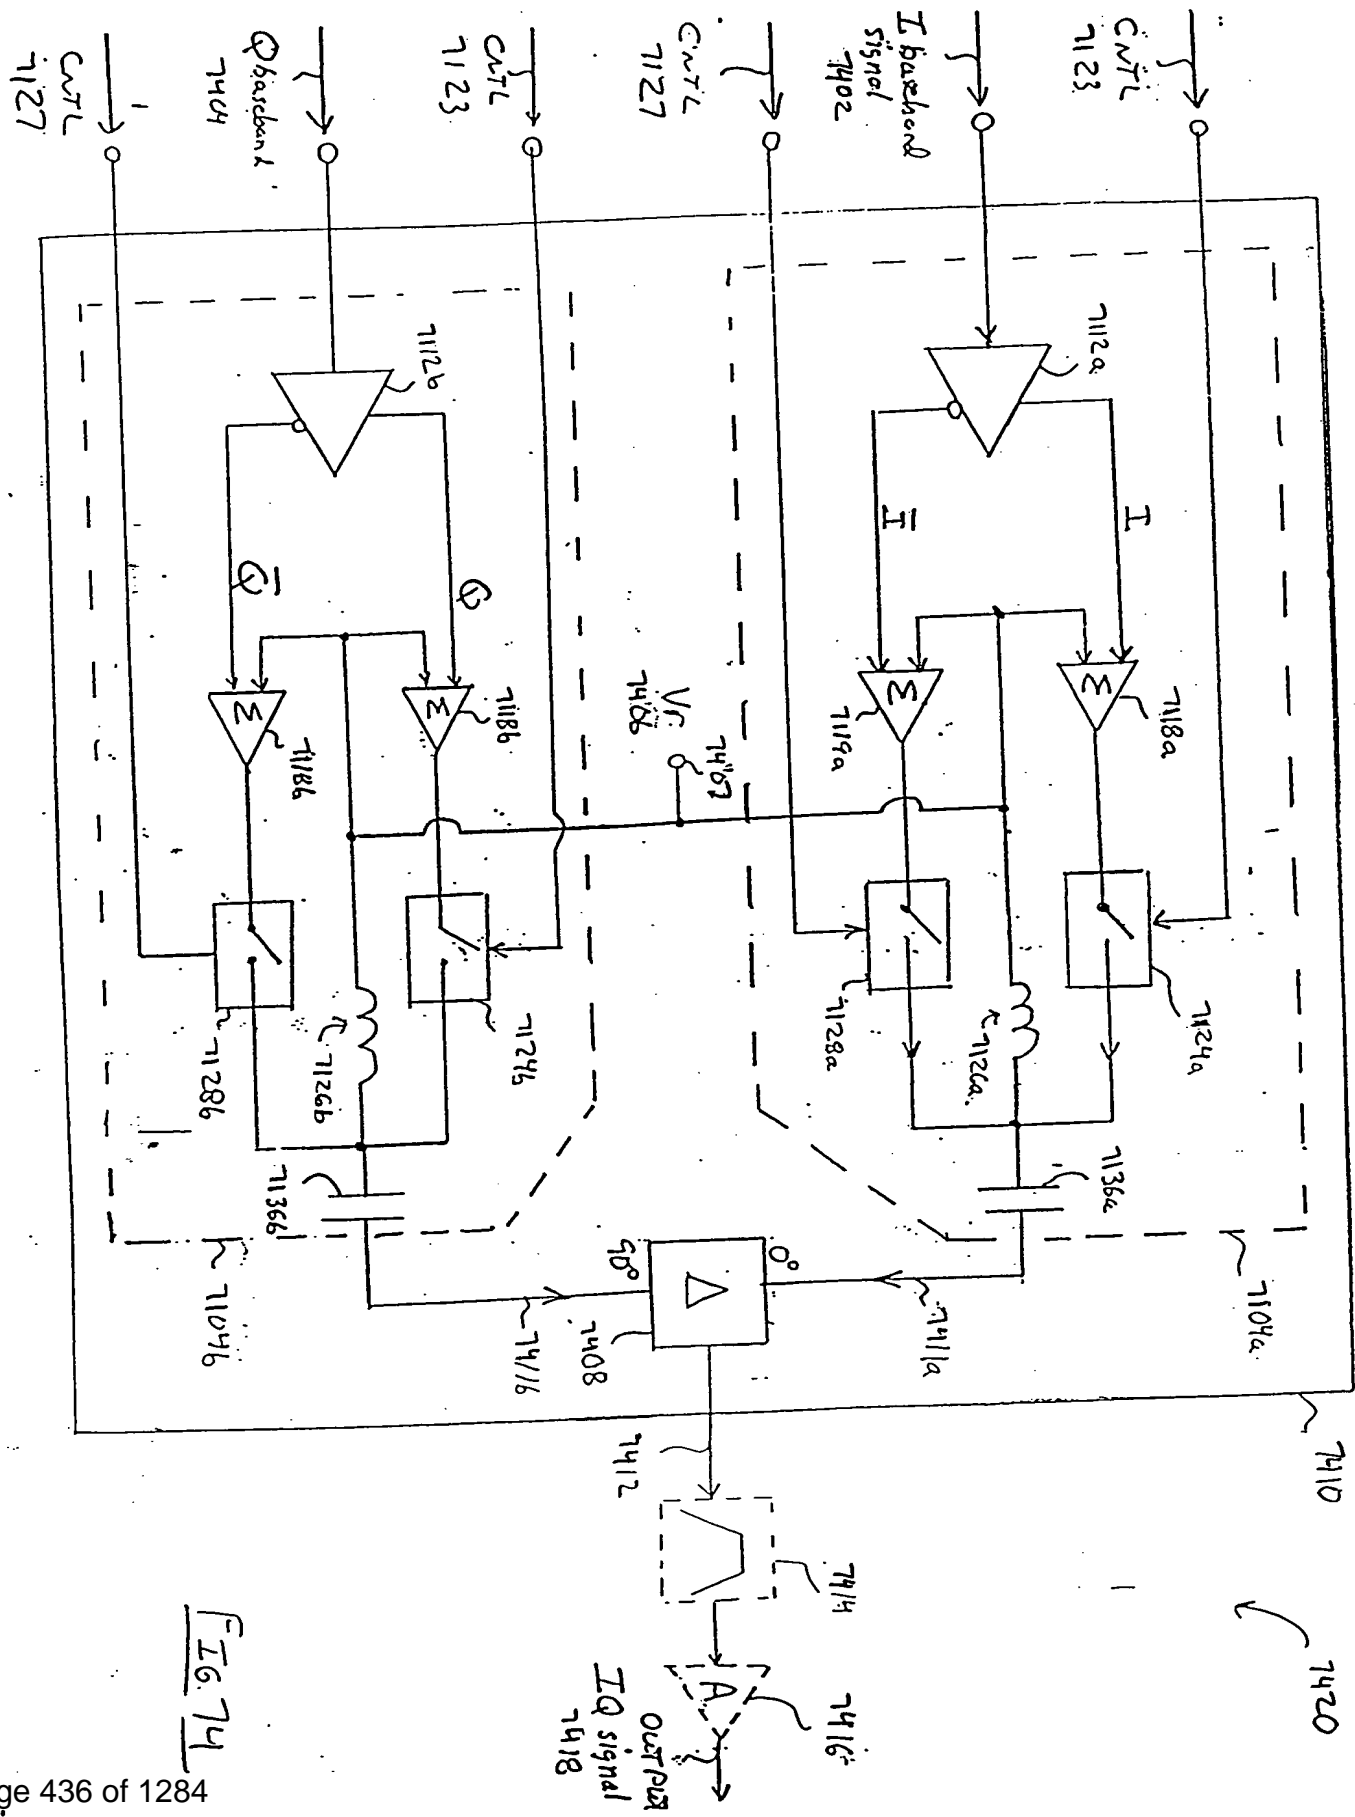 CNTL
7123
I baseband
signal
7402
CNTL
7127
CNTL
7123
Q baseband
7404
CNTL
7127
7112a
7112b
I
I̅
Q
Q̅
Σ
7118a
Σ
7119a
Σ
7118b
Σ
7118b
Vr
7406
7407
7124a
7126a
7128a
7124b
7126b
7128b
7136a
7136b
7104a
7104b
0°
90°
7411a
7411b
7408
7410
7412
7414
A
7416
OUTPUT
IQ signal
7418
7420
FIG. 74
ge 436 of 1284